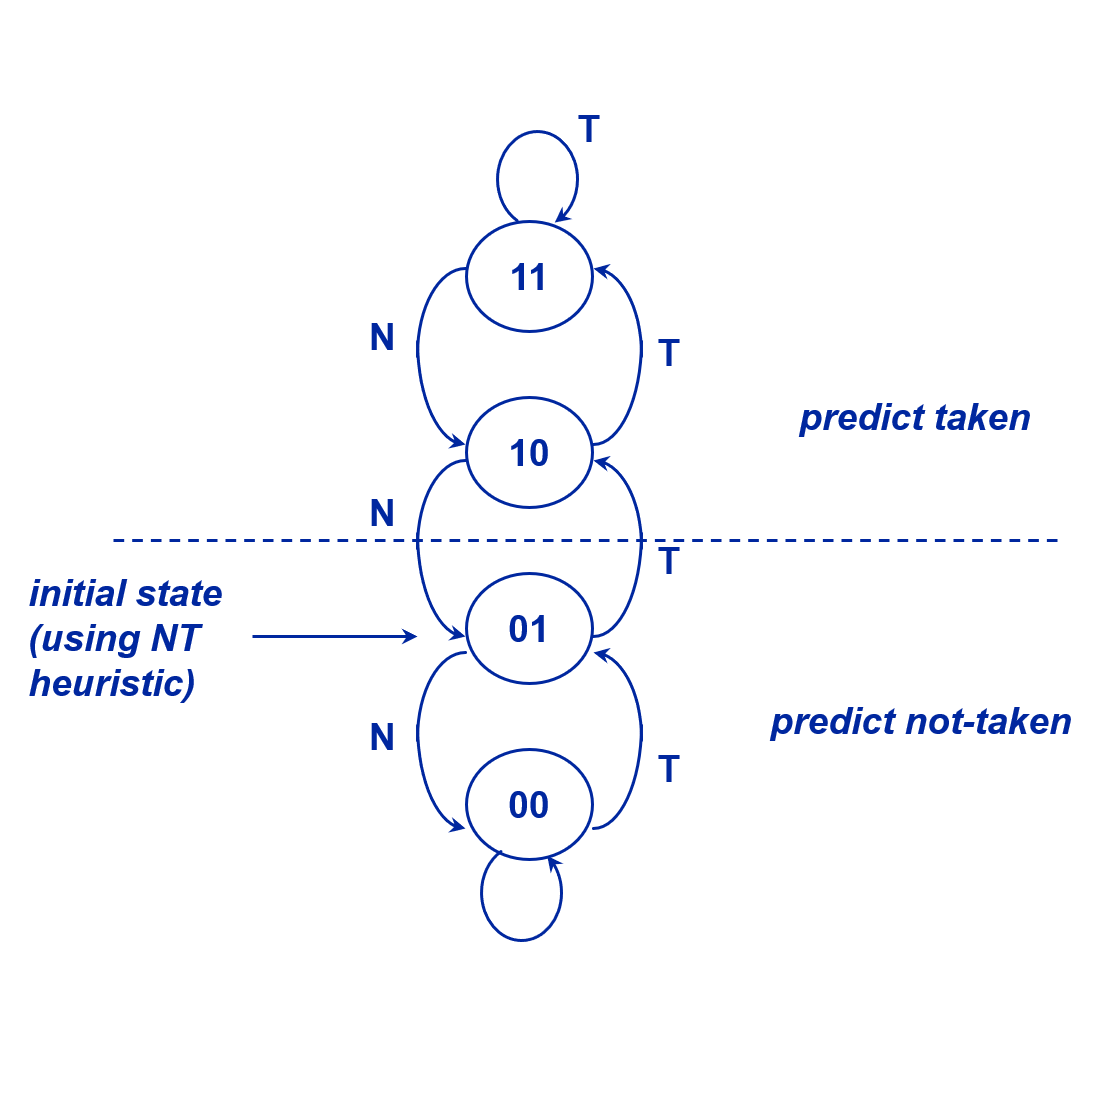 T
11
N
T
predict taken
10
N
T
initial state
(using NT
heuristic)
01
predict not-taken
N
T
00